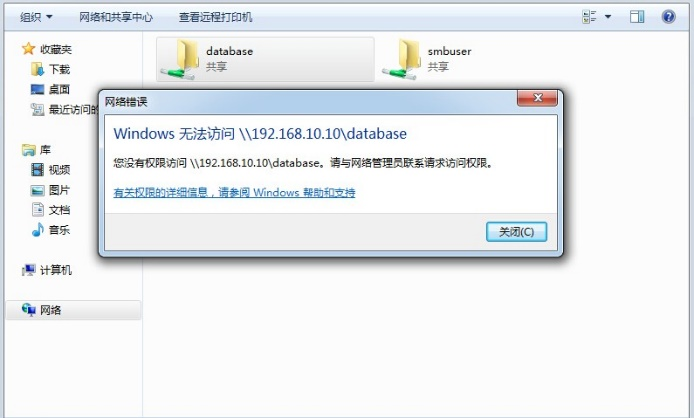 组织 网络和共享中心 查看远程打印机
收藏夹
下载
桌面
最近访问的
库
视频
图片
文档
音乐
计算机
网络
database
共享
smbuser
共享
网络错误
Windows 无法访问 \\192.168.10.10\database
您没有权限访问 \\192.168.10.10\database。请与网络管理员联系请求访问权限。
有关权限的详细信息，请参阅 Windows 帮助和支持
关闭(C)